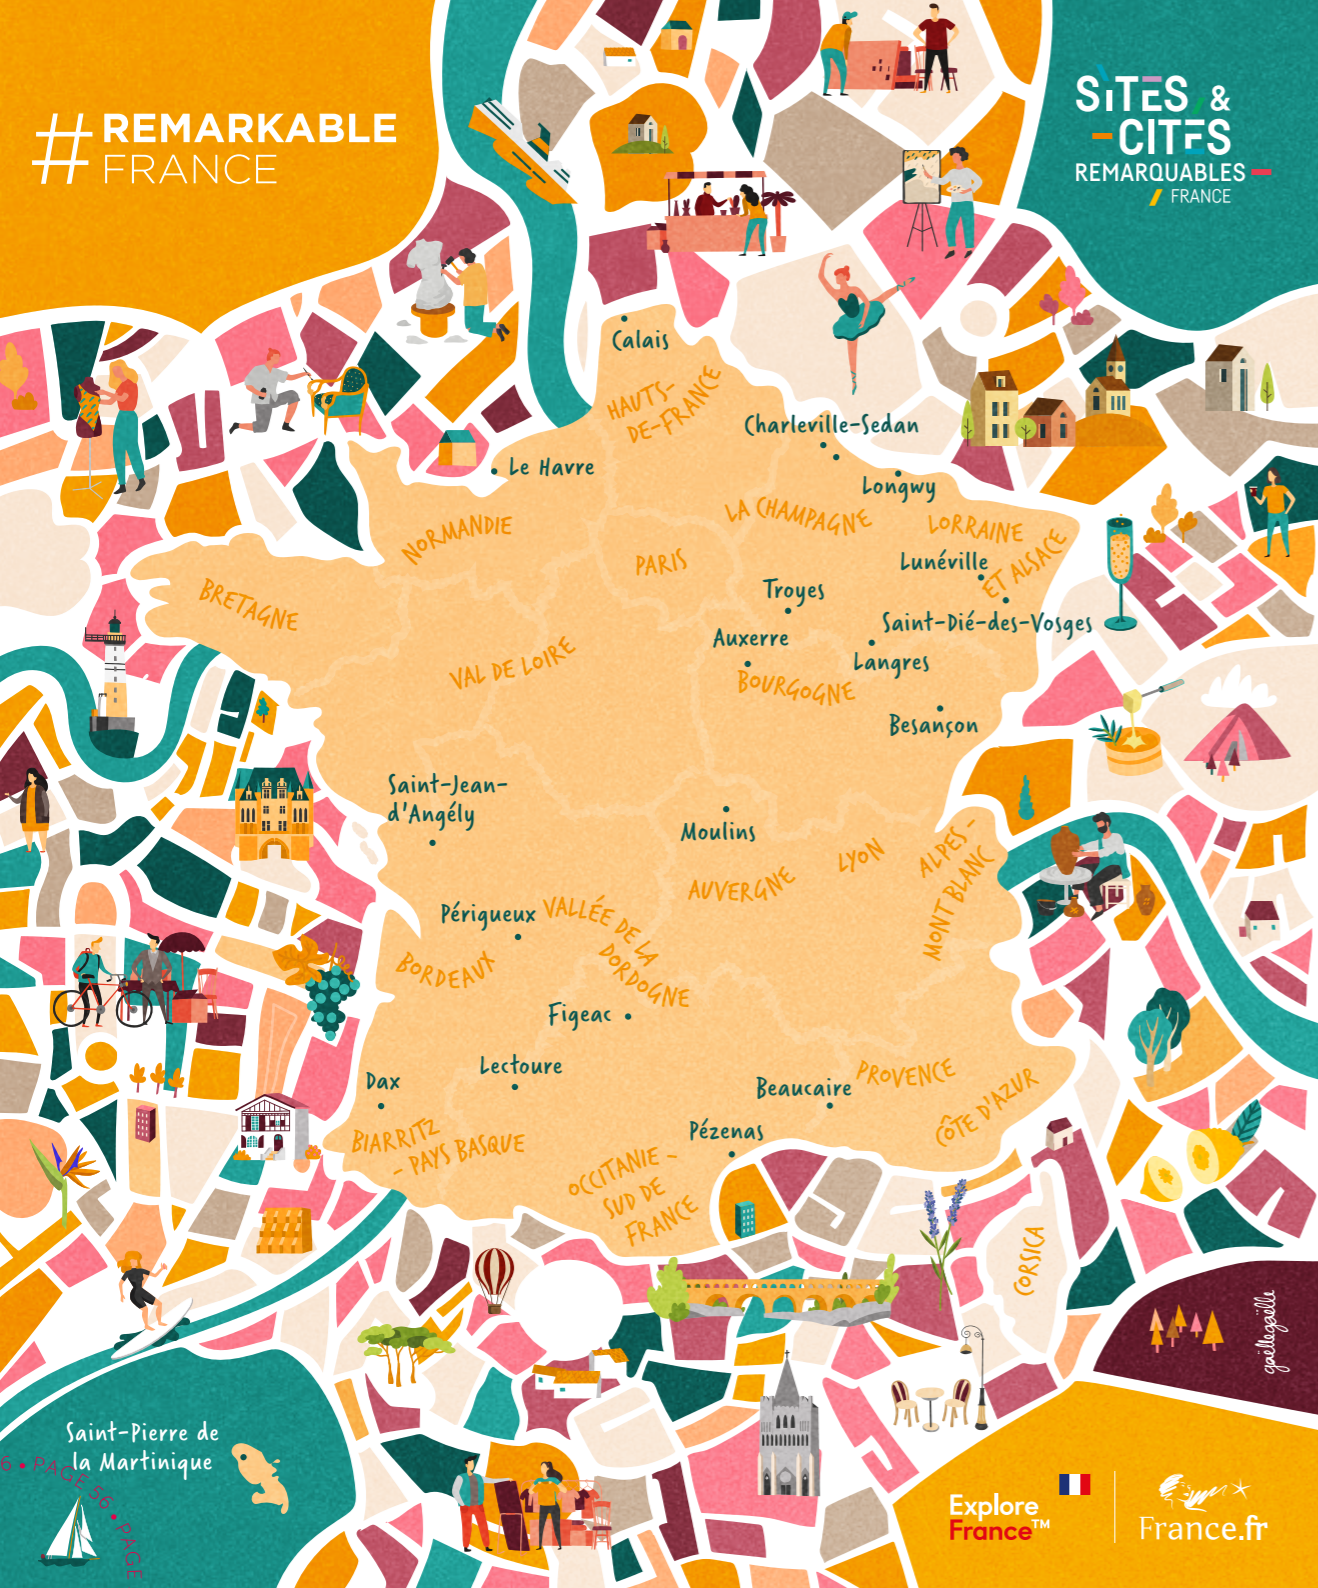 #REMARKABLE
FRANCE
SiTES &
CITES
REMARQUABLES
FRANCE
Calais
HAUTS-
DE-FRANCE
Charleville-Sedan
Le Havre
Longwy
LA CHAMPAGNE
LORRAINE
ET ALSACE
NORMANDIE
PARIS
Lunéville
BRETAGNE
Troyes
Saint-Dié-des-Vosges
Auxerre
Langres
VAL DE LOIRE
BOURGOGNE
Besançon
Saint-Jean-
d'Angély
Moulins
LYON
ALPES -
MONT BLANC
AUVERGNE
Périgueux
VALLÉE DE LA
DORDOGNE
BORDEAUX
Figeac
Lectoure
Dax
Beaucaire
PROVENCE
CÔTE D'AZUR
Pézenas
BIARRITZ
- PAYS BASQUE
OCCITANIE -
SUD DE
FRANCE
CORSICA
gaëllegaëlle
Saint-Pierre de
la Martinique
6 • PAGE 56 • PAGE
Explore
France™
France.fr